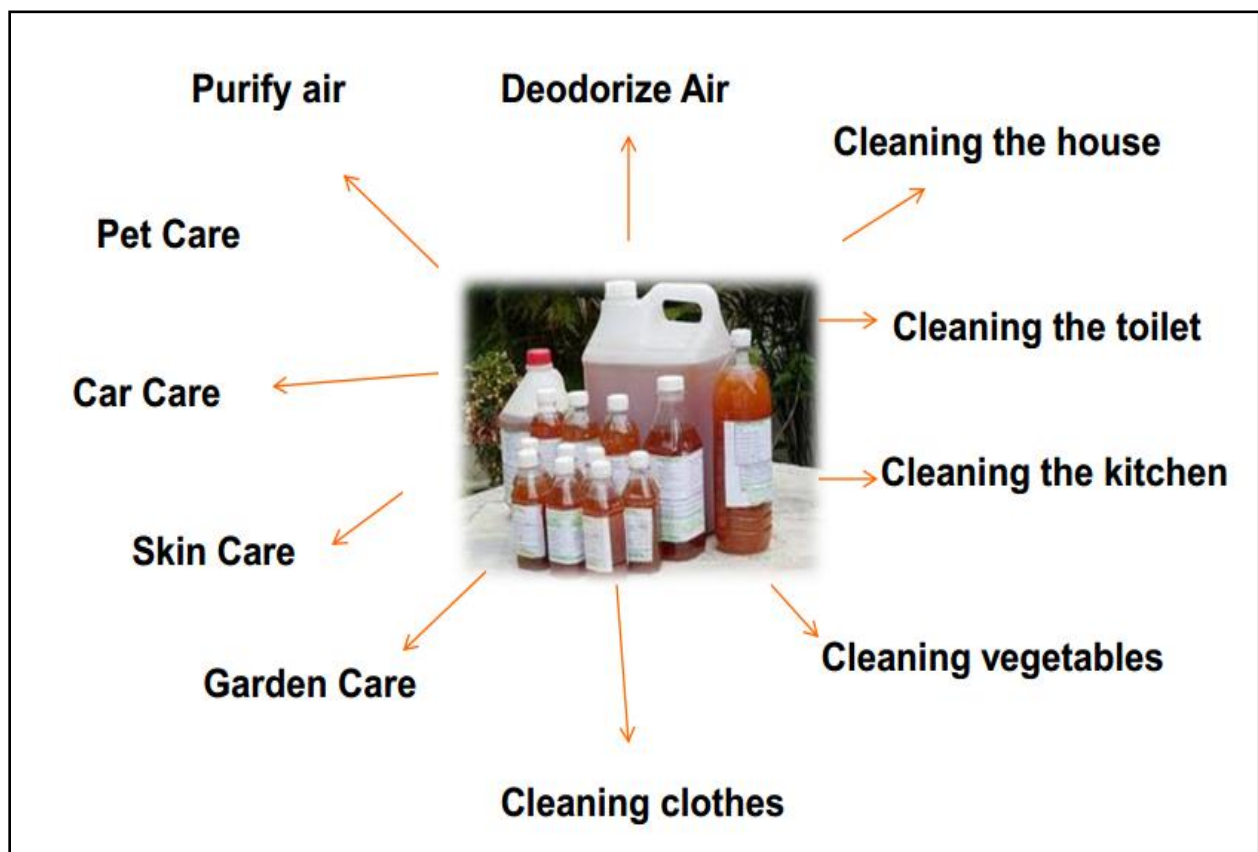 Purify air
Deodorize Air
Cleaning the house
Pet Care
Cleaning the toilet
Car Care
Cleaning the kitchen
Skin Care
Cleaning vegetables
Garden Care
Cleaning clothes